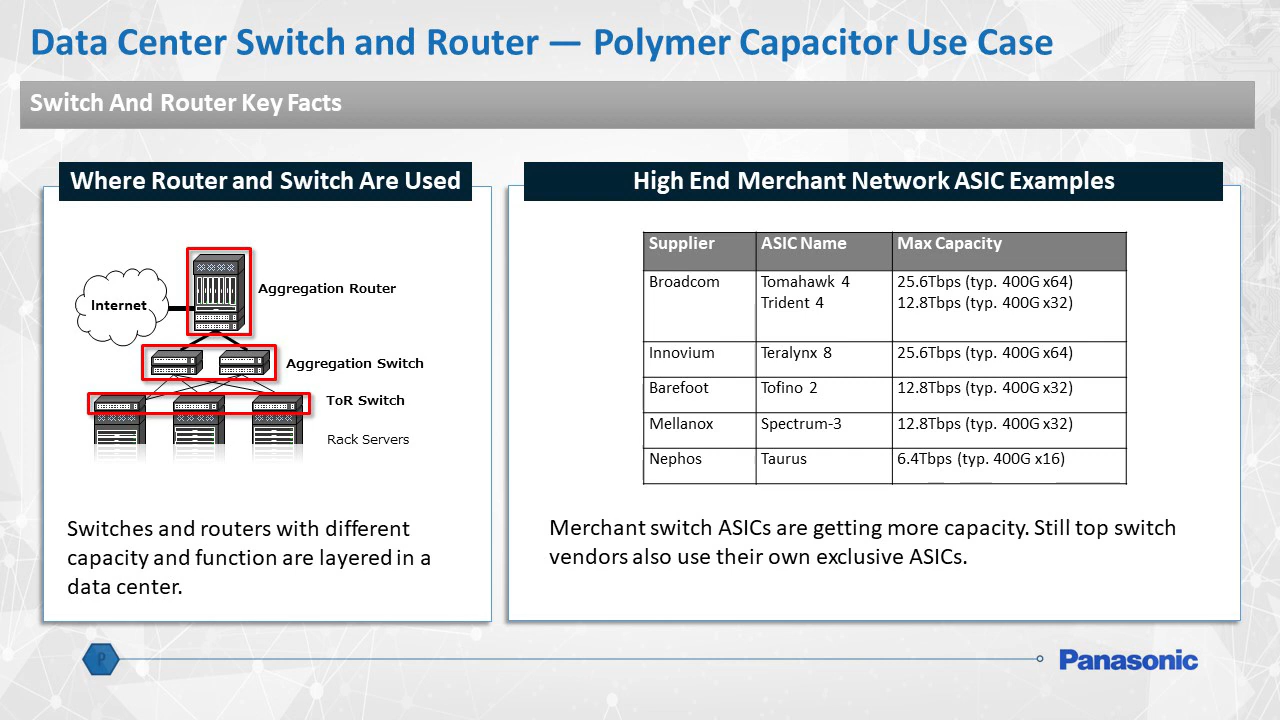 Data Center Switch and Router — Polymer Capacitor Use Case
Switch And Router Key Facts
Where Router and Switch Are Used
Internet
Aggregation Router
Aggregation Switch
ToR Switch
Rack Servers
Switches and routers with different
capacity and function are layered in a
data center.
High End Merchant Network ASIC Examples
Supplier ASIC Name Max Capacity
Broadcom Tomahawk 4 25.6Tbps (typ. 400G x64)
Trident 4 12.8Tbps (typ. 400G x32)
Innovium Teralynx 8 25.6Tbps (typ. 400G x64)
Barefoot Tofino 2 12.8Tbps (typ. 400G x32)
Mellanox Spectrum-3 12.8Tbps (typ. 400G x32)
Nephos Taurus 6.4Tbps (typ. 400G x16)
Merchant switch ASICs are getting more capacity. Still top switch
vendors also use their own exclusive ASICs.
P
Panasonic